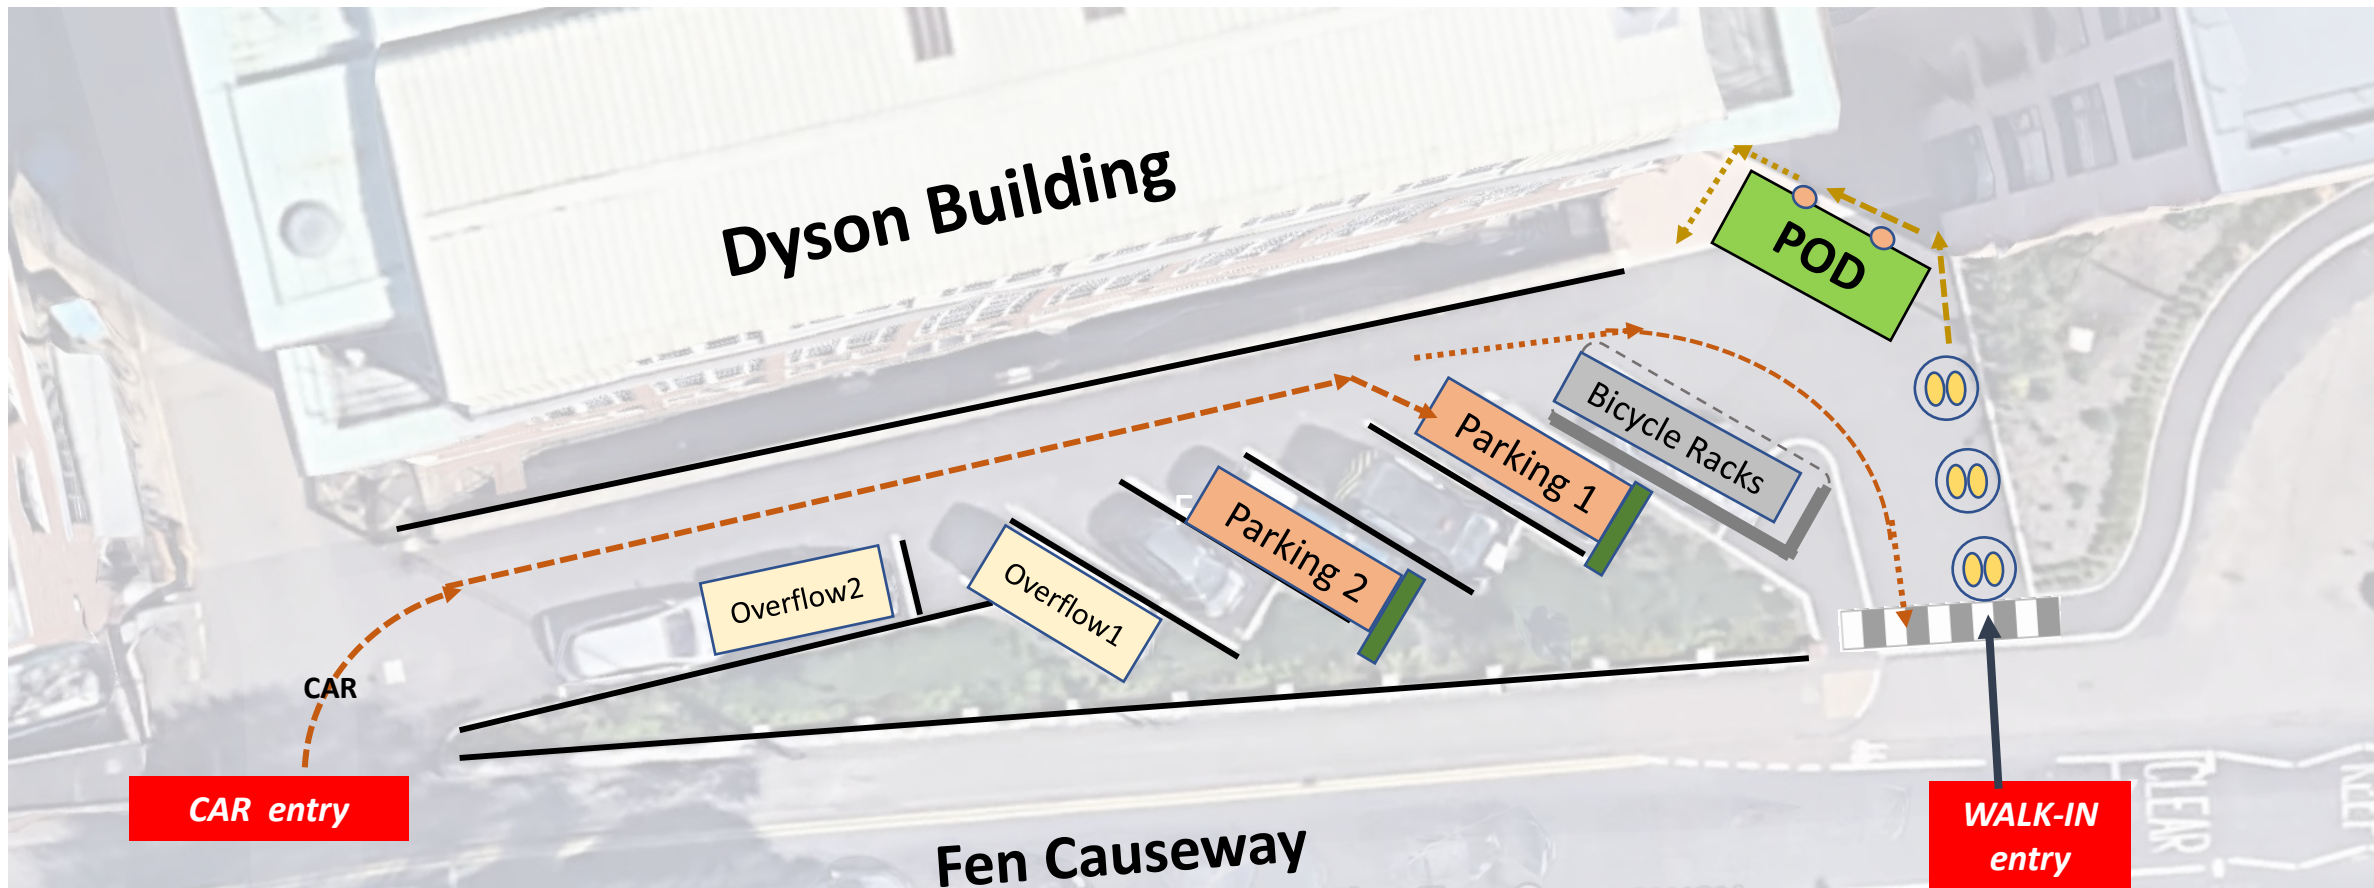 Dyson Building
POD
Bicycle Racks
Parking 1
Parking 2
Overflow1
Overflow2
CAR
CAR entry
WALK-IN
entry
Fen Causeway
CLEAR
KEEP